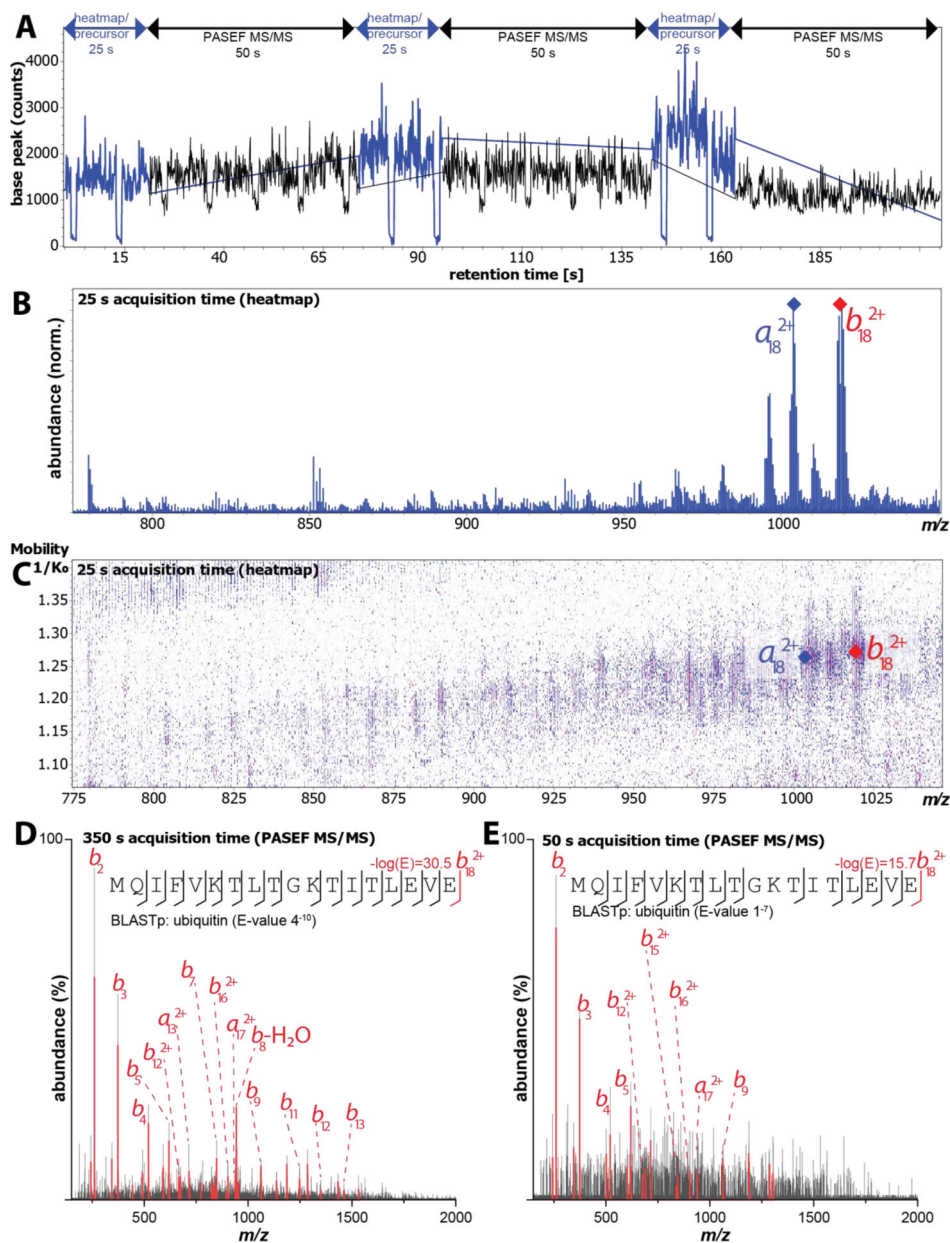 A
heatmap/ precursor 25 s
PASEF MS/MS 50 s
heatmap/ precursor 25 s
PASEF MS/MS 50 s
heatmap/ precursor 25 s
PASEF MS/MS 50 s
base peak (counts)
4000
3000
2000
1000
0
15 45 65 70 90 110 145 160 185
retention time [s]
B 25 s acquisition time (heatmap)
abundance (norm.)
a18 2+
b18 2+
800 850 900 950 1000 m/z
Mobility
1/K₀
C 25 s acquisition time (heatmap)
1.35
1.30
1.25
1.20
1.15
1.10
a18 2+
b18 2+
775 800 825 850 875 900 925 950 975 1000 1025 m/z
D 350 s acquisition time (PASEF MS/MS)
100
b2
-log(E)=30.5
b18 2+
MQIFVKTLTGKTITLEVE
BLASTp: ubiquitin (E-value 4-10)
b7
b16 2+
b3
a13 2+
a17 2+
b8-H2O
b12 2+
b5
b9
b4
b11
b12
b13
abundance (%)
500 1000 1500 2000
m/z
E 50 s acquisition time (PASEF MS/MS)
100
b2
-log(E)=15.7
b18 2+
MQIFVKTLTGKTITLEVE
BLASTp: ubiquitin (E-value 1-7)
b15 2+
b3
b12 2+
b16 2+
b5
a17 2+
b9
b4
abundance (%)
500 1000 1500 2000
m/z